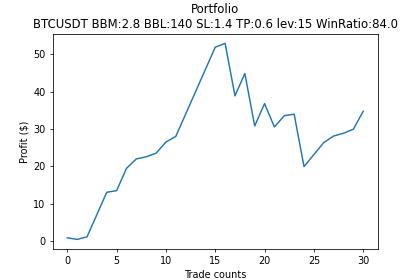 Portfolio
BTCUSDT BBM:2.8 BBL:140 SL:1.4 TP:0.6 lev:15 WinRatio:84.0
50
40
30
20
10
0
Profit ($)
0 5 10 15 20 25 30
Trade counts